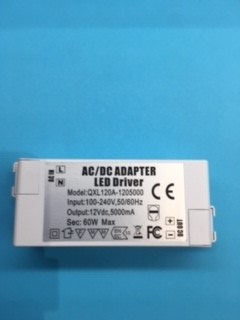 AC IN
L
N
AC/DC ADAPTER
LED Driver
Model:QXL120A-1205000
Input:100-240V,50/60Hz
Output:12Vdc,5000mA
Sec: 60W Max
CE
DC OUT